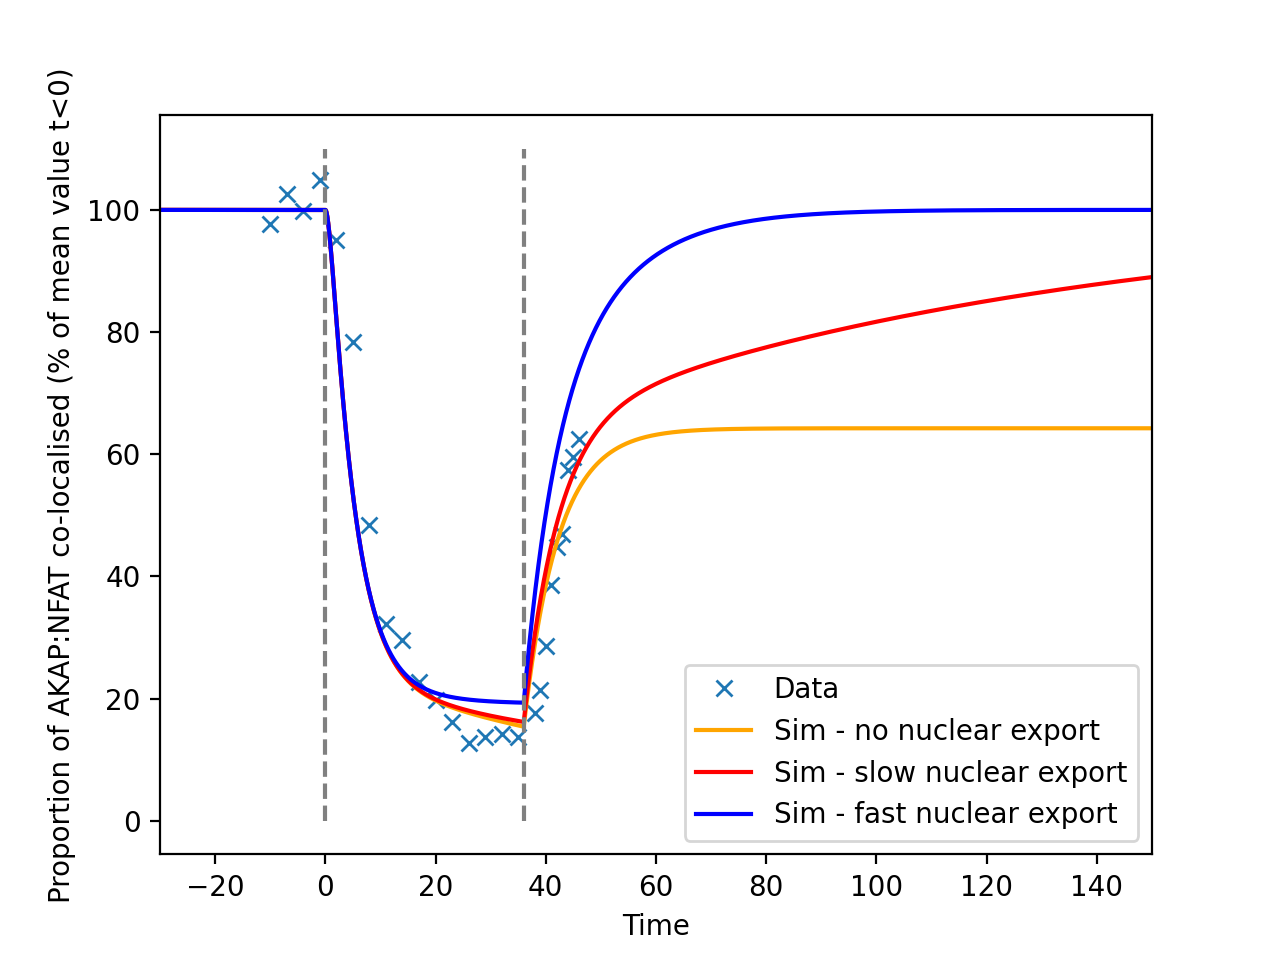 Proportion of AKAP:NFAT co-localised (% of mean value t<0)
100
80
60
40
20
0
Data
Sim - no nuclear export
Sim - slow nuclear export
Sim - fast nuclear export
−20 0 20 40 60 80 100 120 140
Time